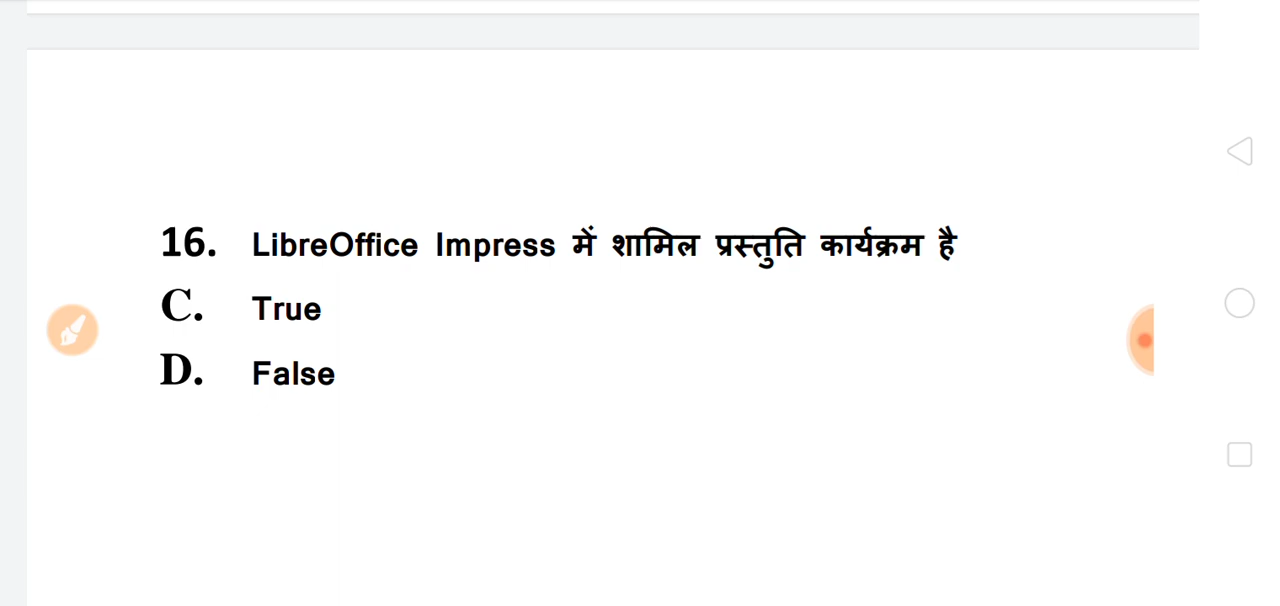 16. LibreOffice Impress में शामिल प्रस्तुति कार्यक्रम है
C. True
D. False